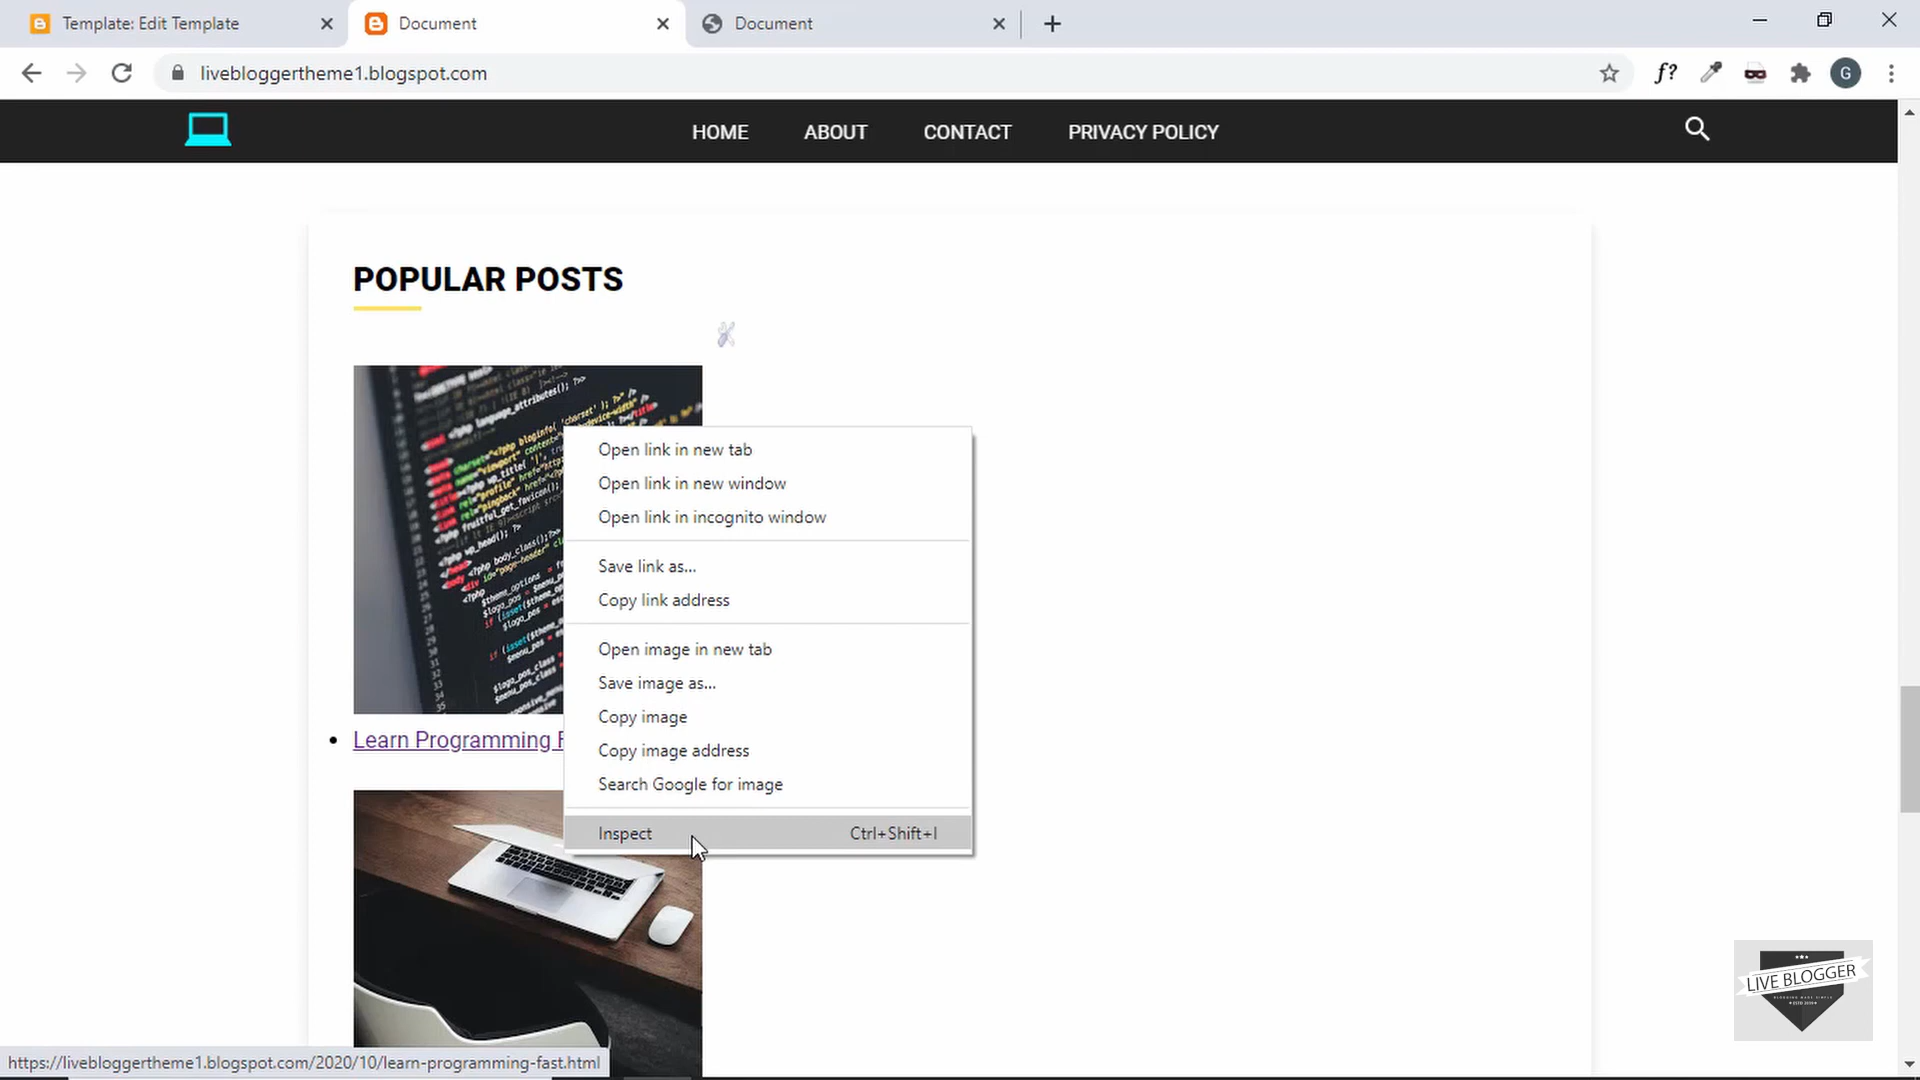 Template: Edit Template
Document
Document
livebloggertheme1.blogspot.com
f?
G
HOME
ABOUT
CONTACT
PRIVACY POLICY
POPULAR POSTS
Open link in new tab
Open link in new window
Open link in incognito window
Save link as...
Copy link address
Open image in new tab
Save image as...
Copy image
Copy image address
Search Google for image
Inspect Ctrl+Shift+I
Learn Programming
LIVE BLOGGER
https://livebloggertheme1.blogspot.com/2020/10/learn-programming-fast.html